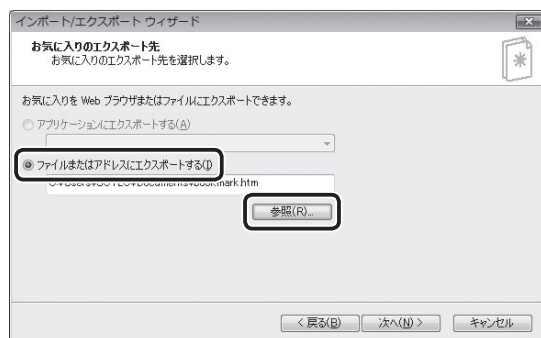 インポート/エクスポート ウィザード
お気に入りのエクスポート先
お気に入りのエクスポート先を選択します。
お気に入りを Web ブラウザまたはファイルにエクスポートできます。
アプリケーションにエクスポートする(A)
ファイルまたはアドレスにエクスポートする(I)
C:¥Users¥SOTEC¥Documents¥bookmark.htm
参照(R)...
< 戻る(B) 次へ(N) > キャンセル